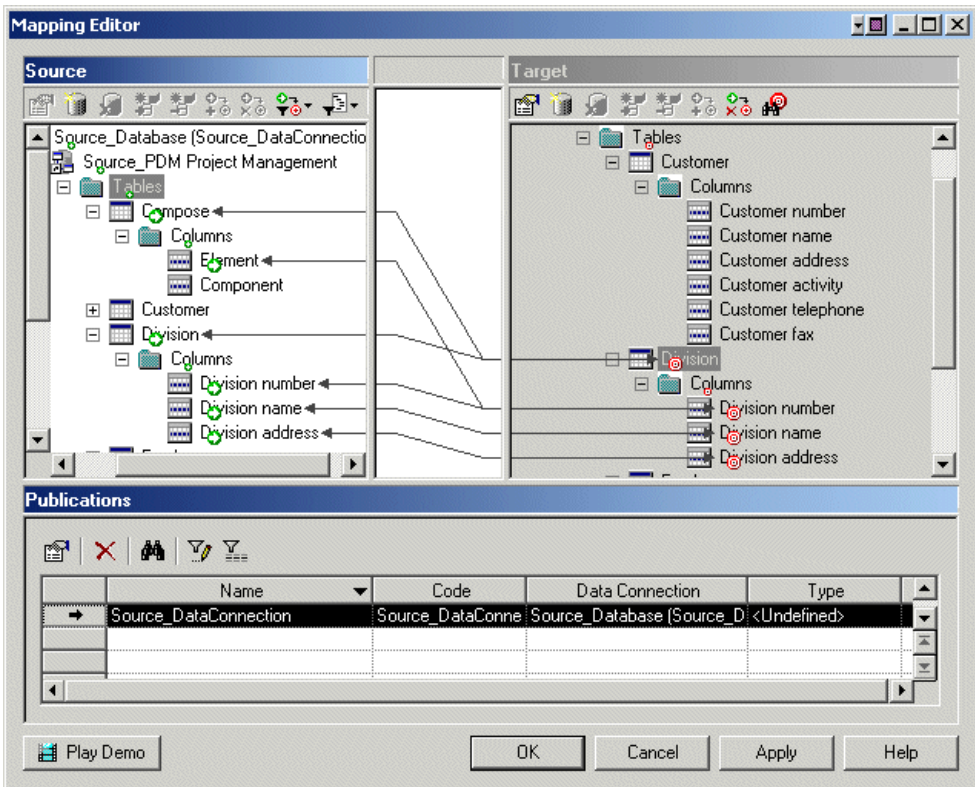 Mapping Editor
Source
Target
Source_Database (Source_DataConnectio
Source_PDM Project Management
Tables
Compose
Columns
Element
Component
Customer
Division
Columns
Division number
Division name
Division address
Tables
Customer
Columns
Customer number
Customer name
Customer address
Customer activity
Customer telephone
Customer fax
Division
Columns
Division number
Division name
Division address
Publications
Name Code Data Connection Type
Source_DataConnection Source_DataConne Source_Database (Source_D <Undefined>
Play Demo OK Cancel Apply Help